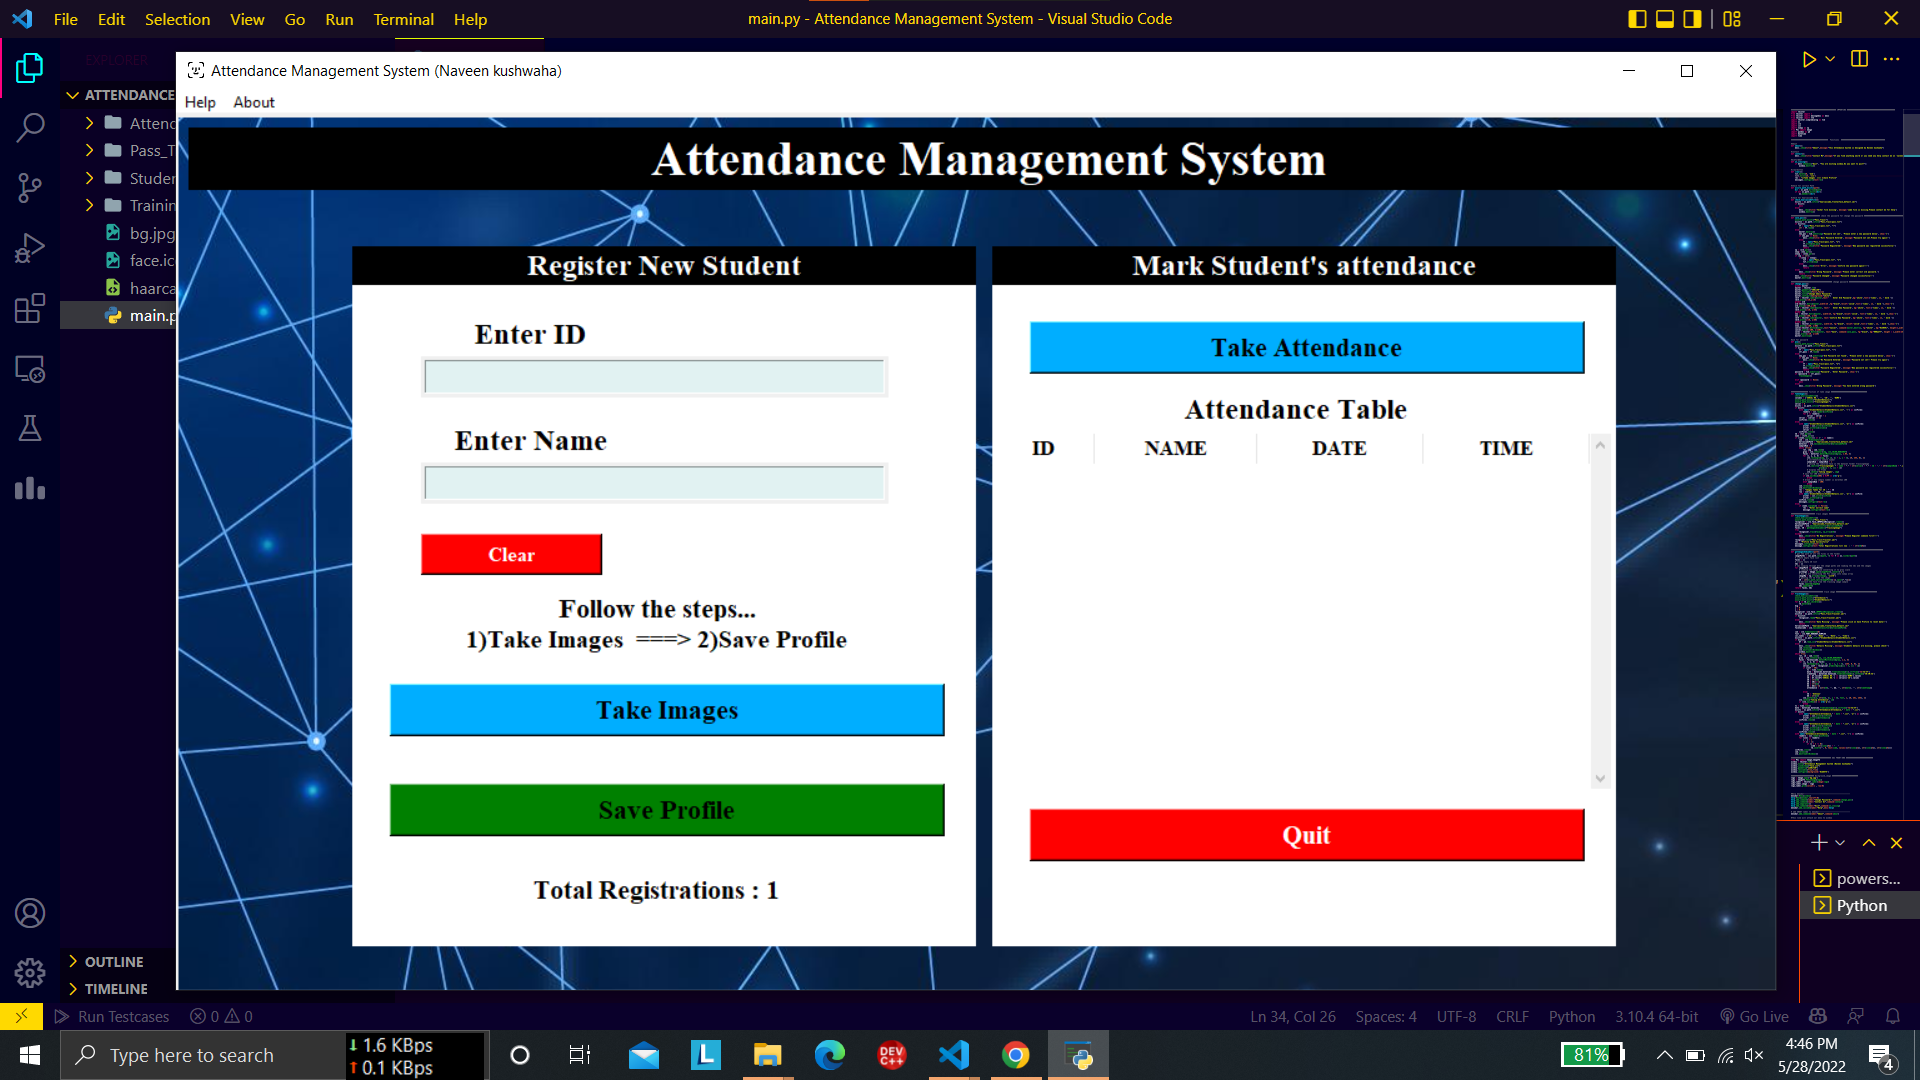 File Edit Selection View Go Run Terminal Help
main.py - Attendance Management System - Visual Studio Code
ATTENDANCE
Attenc
Pass_T
Studer
Trainin
bg.jpg
face.ic
haarca
main.p
OUTLINE
TIMELINE
Attendance Management System (Naveen kushwaha)
Help About
Attendance Management System
Register New Student
Enter ID
Enter Name
Clear
Follow the steps...
1)Take Images ===> 2)Save Profile
Take Images
Save Profile
Total Registrations : 1
Mark Student's attendance
Take Attendance
Attendance Table
ID NAME DATE TIME
Quit
powers...
Python
Run Testcases 0 0
Ln 34, Col 26 Spaces: 4 UTF-8 CRLF Python 3.10.4 64-bit Go Live
Type here to search
1.6 KBps
0.1 KBps
L
DEV C++
81%
4:46 PM
5/28/2022
4